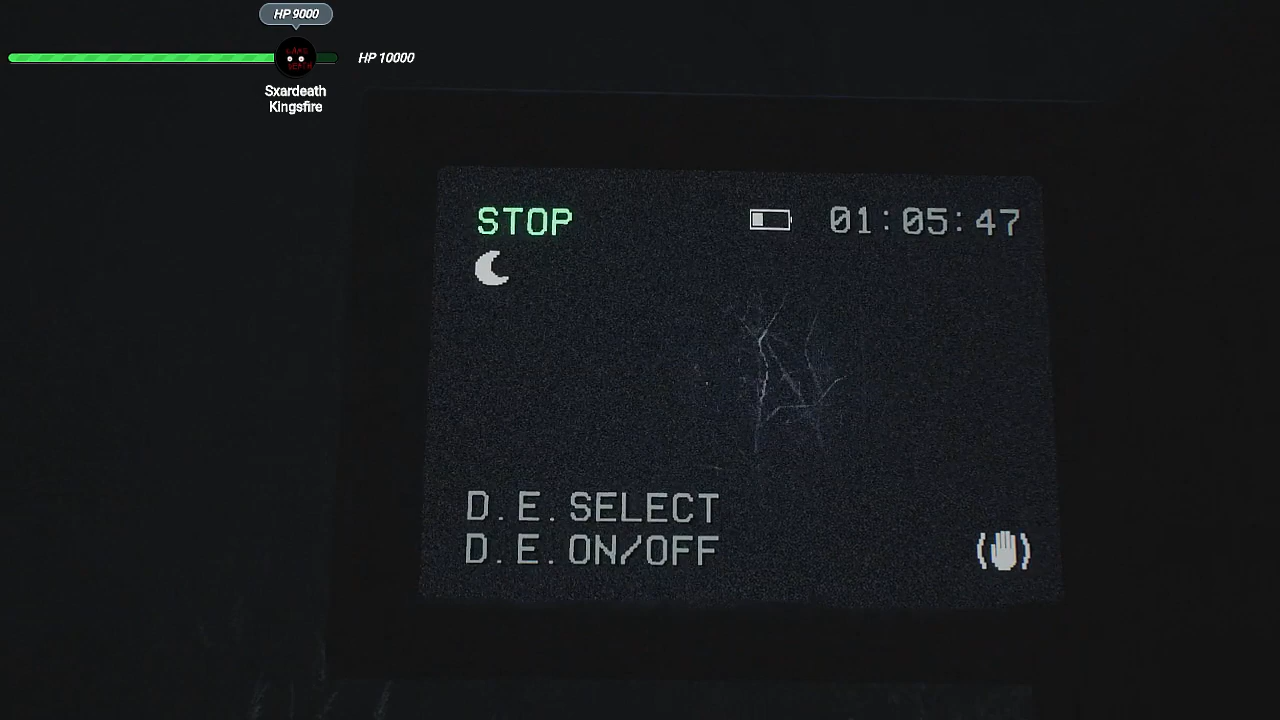 HP 9000
HP 10000
Sxardeath
Kingsfire
STOP
01:05:47
D.E.SELECT
D.E.ON/OFF